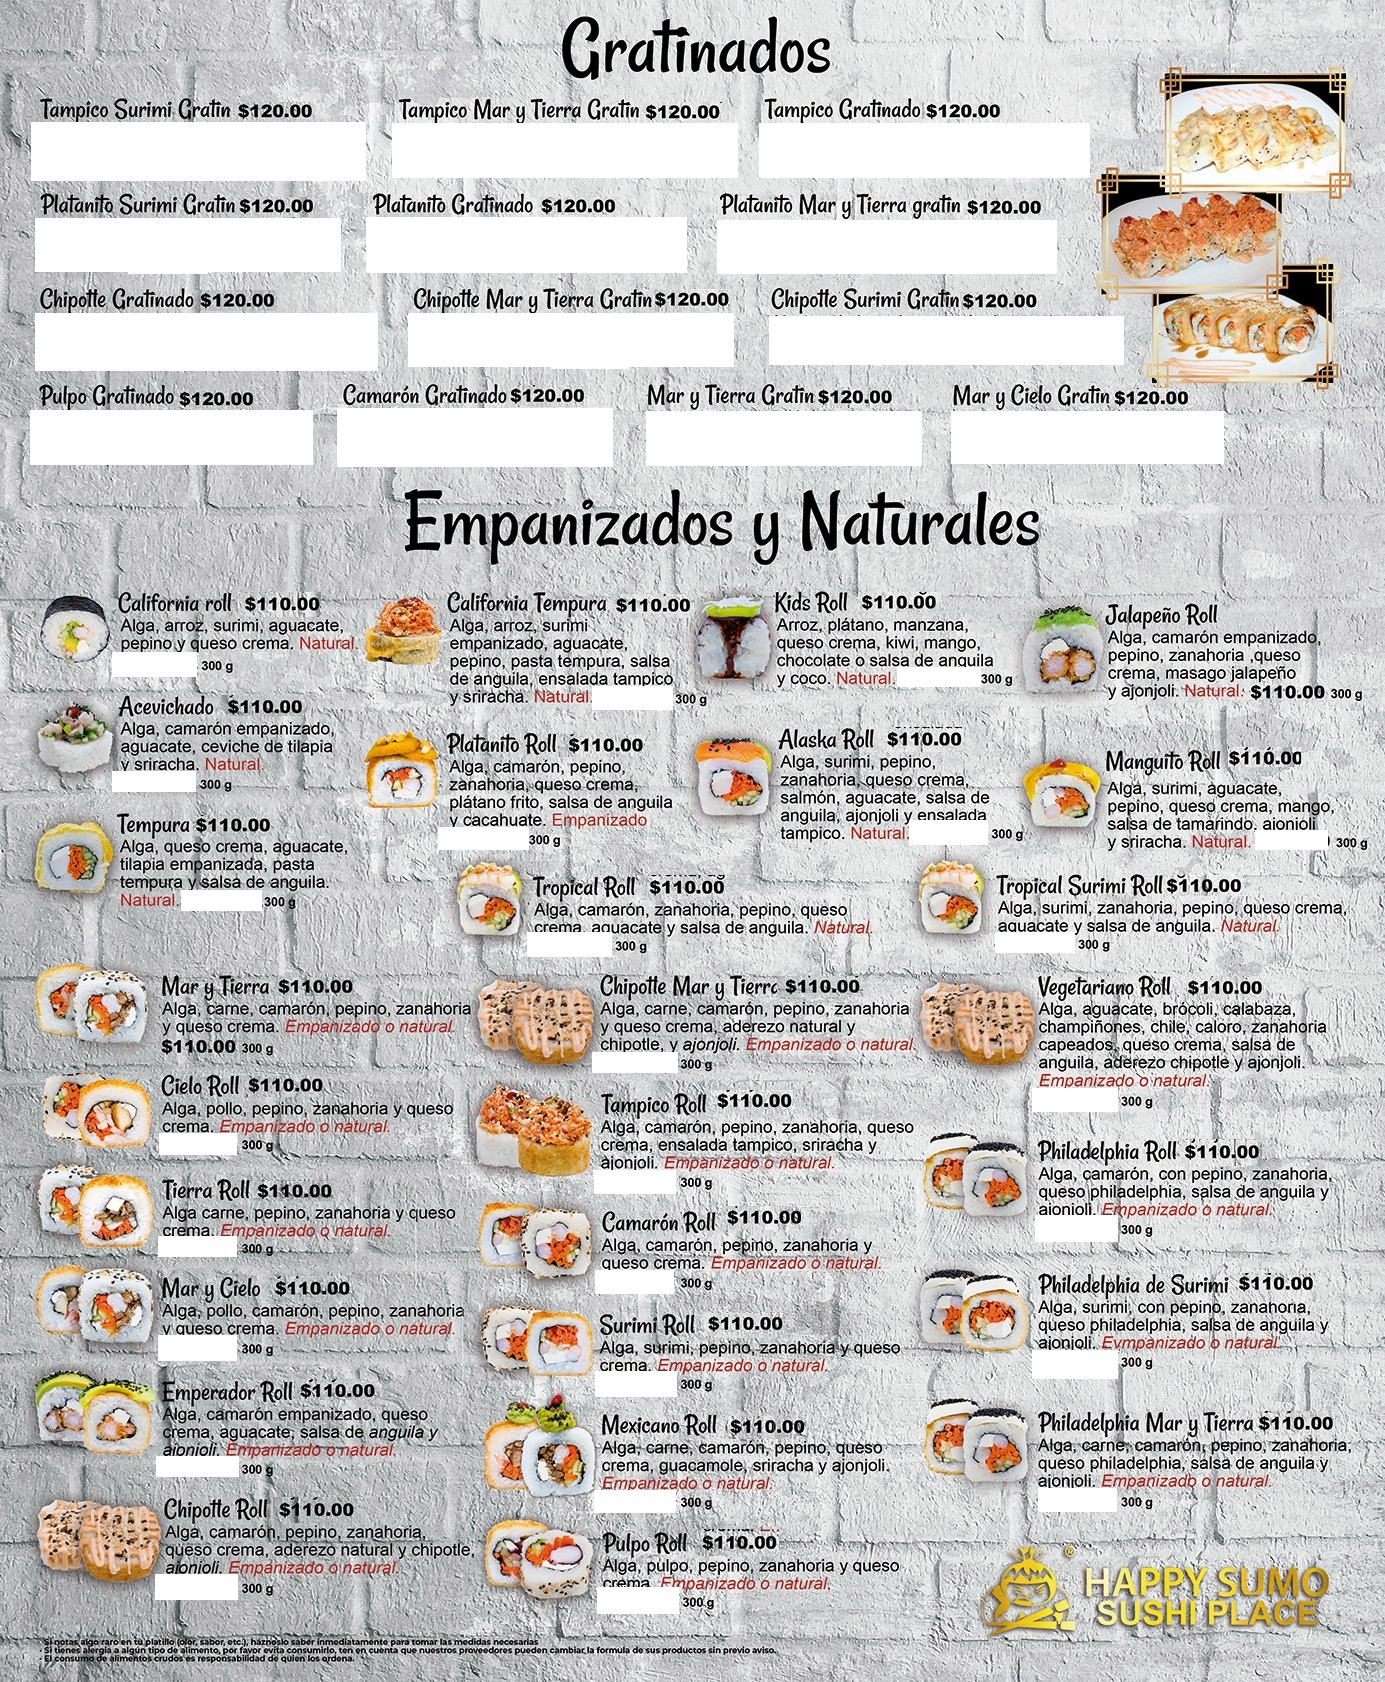 Gratinados
Tampico Surimi Gratin $120.00
Tampico Mar y Tierra Gratin $120.00
Tampico Gratinado $120.00
Platanito Surimi Gratin $120.00
Platanito Gratinado $120.00
Platanito Mar y Tierra gratin $120.00
Chipotle Gratinado $120.00
Chipotle Mar y Tierra Gratin $120.00
Chipotle Surimi Gratin $120.00
Pulpo Gratinado $120.00
Camarón Gratinado $120.00
Mar y Tierra Gratin $120.00
Mar y Cielo Gratin $120.00
Empanizados y Naturales
California roll $110.00
Alga, arroz, surimi, aguacate,
pepino y queso crema. Natural.
300 g
Acevichado $110.00
Alga, camarón empanizado,
aguacate, ceviche de tilapia
y sriracha. Natural.
300 g
Tempura $110.00
Alga, queso crema, aguacate,
tilapia empanizada, pasta
tempura y salsa de anguila.
Natural. 300 g
California Tempura $110.00
Alga, arroz, surimi
empanizado, aguacate,
pepino, pasta tempura, salsa
de anguila, ensalada tampico
y sriracha. Natural. 300 g
Platanito Roll $110.00
Alga, camarón, pepino,
zanahoria, queso crema,
plátano frito, salsa de anguila
y cacahuate. Empanizado
300 g
Kids Roll $110.00
Arroz, plátano, manzana,
queso crema, kiwi, mango,
chocolate o salsa de anguila
y coco. Natural. 300 g
Alaska Roll $110.00
Alga, surimi, pepino,
zanahoria, queso crema,
salmón, aguacate, salsa de
anguila, ajonjoli y ensalada
tampico. Natural. 300 g
Jalapeño Roll
Alga, camarón empanizado,
pepino, zanahoria ,queso
crema, masago jalapeño
y ajonjoli. Natural. $110.00 300 g
Manguito Roll $110.00
Alga, surimi, aguacate,
pepino, queso crema, mango,
salsa de tamarindo, ajonjoli
y sriracha. Natural. 300 g
Tropical Roll $110.00
Alga, camarón, zanahoria, pepino, queso
crema, aguacate y salsa de anguila. Natural.
300 g
Tropical Surimi Roll $110.00
Alga, surimi, zanahoria, pepino, queso crema,
aguacate y salsa de anguila. Natural.
300 g
Mar y Tierra $110.00
Alga, carne, camarón, pepino, zanahoria
y queso crema. Empanizado o natural.
$110.00 300 g
Cielo Roll $110.00
Alga, pollo, pepino, zanahoria y queso
crema. Empanizado o natural.
300 g
Tierra Roll $110.00
Alga carne, pepino, zanahoria y queso
crema. Empanizado o natural.
300 g
Mar y Cielo $110.00
Alga, pollo, camarón, pepino, zanahoria
y queso crema. Empanizado o natural.
300 g
Emperador Roll $110.00
Alga, camarón empanizado, queso
crema, aguacate, salsa de anguila y
ajonjoli. Empanizado o natural.
300 g
Chipotle Roll $110.00
Alga, camarón, pepino, zanahoria,
queso crema, aderezo natural y chipotle,
ajonjoli. Empanizado o natural.
300 g
Chipotle Mar y Tierra $110.00
Alga, carne, camarón, pepino, zanahoria
y queso crema, aderezo natural y
chipotle, y ajonjoli. Empanizado o natural.
300 g
Tampico Roll $110.00
Alga, camarón, pepino, zanahoria, queso
crema, ensalada tampico, sriracha y
ajonjoli. Empanizado o natural.
300 g
Camarón Roll $110.00
Alga, camarón, pepino, zanahoria y
queso crema. Empanizado o natural.
300 g
Surimi Roll $110.00
Alga, surimi, pepino, zanahoria y queso
crema. Empanizado o natural.
300 g
Mexicano Roll $110.00
Alga, carne, camarón, pepino, queso
crema, guacamole, sriracha y ajonjoli.
Empanizado o natural.
300 g
Pulpo Roll $110.00
Alga, pulpo, pepino, zanahoria y queso
crema. Empanizado o natural.
300 g
Vegetariano Roll $110.00
Alga, aguacate, brócoli, calabaza,
champiñones, chile, caloro, zanahoria
capeados, queso crema, salsa de
anguila, aderezo chipotle y ajonjoli.
Empanizado o natural.
300 g
Philadelphia Roll $110.00
Alga, camarón, con pepino, zanahoria,
queso philadelphia, salsa de anguila y
ajonjoli. Empanizado o natural.
300 g
Philadelphia de Surimi $110.00
Alga, surimi, con pepino, zanahoria,
queso philadelphia, salsa de anguila y
ajonjoli. Evmpanizado o natural.
300 g
Philadelphia Mar y Tierra $110.00
Alga, carne, camarón, pepino, zanahoria,
queso philadelphia, salsa de anguila y
ajonjoli. Empanizado o natural.
300 g
®
HAPPY SUMO
SUSHI PLACE
· Si notas algo raro en tu platillo (olor, sabor, etc.), háznoslo saber inmediatamente para tomar las medidas necesarias
· Si tienes alergia a algún tipo de alimento, por favor evita consumirlo, ten en cuenta que nuestros proveedores pueden cambiar la formula de sus productos sin previo aviso.
· El consumo de alimentos crudos es responsabilidad de quien los ordena.